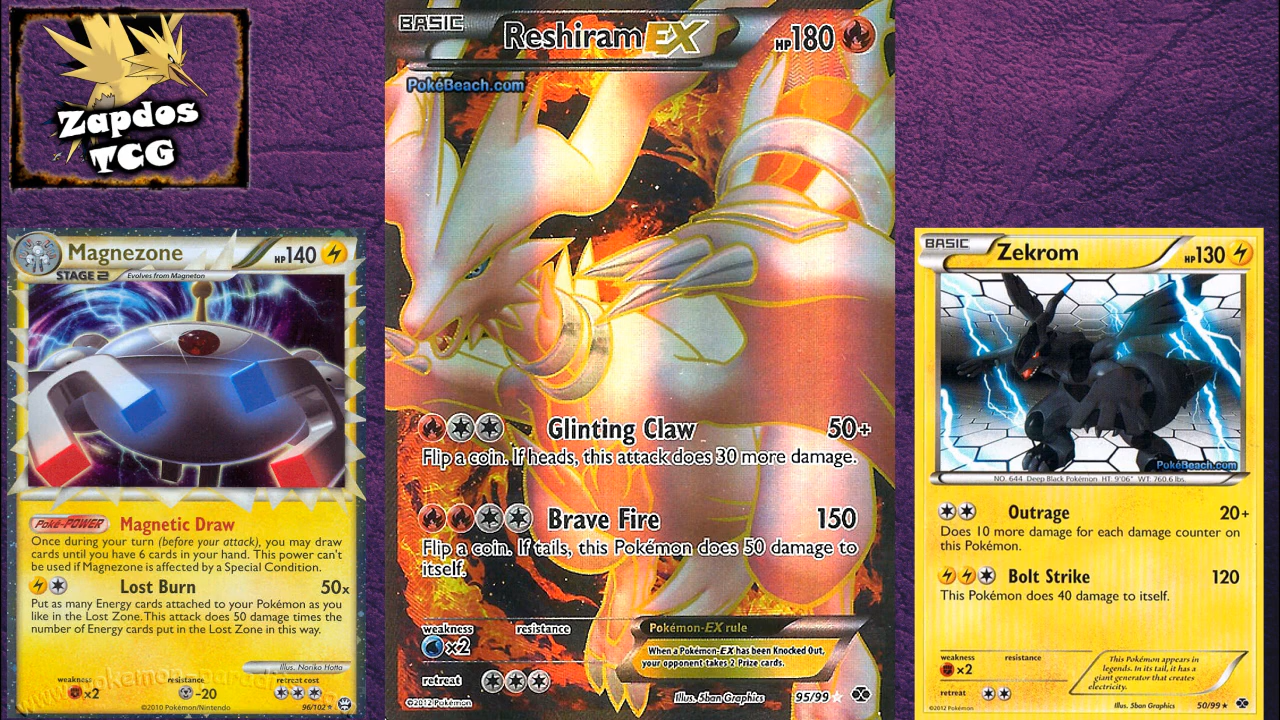 Zapdos
TCG
Magnezone
HP140
STAGE 2
Evolves from Magneton
Poké-POWER Magnetic Draw
Once during your turn (before your attack), you may draw
cards until you have 6 cards in your hand. This power can't
be used if Magnezone is affected by a Special Condition.
Lost Burn 50x
Put as many Energy cards attached to your Pokémon as you
like in the Lost Zone. This attack does 50 damage times the
number of Energy cards put in the Lost Zone in this way.
Illus. Noriko Hotta
weakness resistance retreat cost
x2 -20
©2010 Pokémon/Nintendo 96/102
BASIC
Reshiram EX
HP180
PokéBeach.com
Glinting Claw 50+
Flip a coin. If heads, this attack does 30 more damage.
Brave Fire 150
Flip a coin. If tails, this Pokémon does 50 damage to
itself.
weakness resistance
x2
retreat
Pokémon-EX rule
When a Pokémon-EX has been Knocked Out,
your opponent takes 2 Prize cards.
©2012 Pokémon Illus. 5ban Graphics 95/99
BASIC
Zekrom
HP130
PokéBeach.com
NO. 644 Deep Black Pokémon HT: 9'06" WT: 760.6 lbs.
Outrage 20+
Does 10 more damage for each damage counter on
this Pokémon.
Bolt Strike 120
This Pokémon does 40 damage to itself.
weakness resistance
x2
retreat
This Pokémon appears in
legends. In its tail, it has a
giant generator that creates
electricity.
©2012 Pokémon Illus. 5ban Graphics 50/99